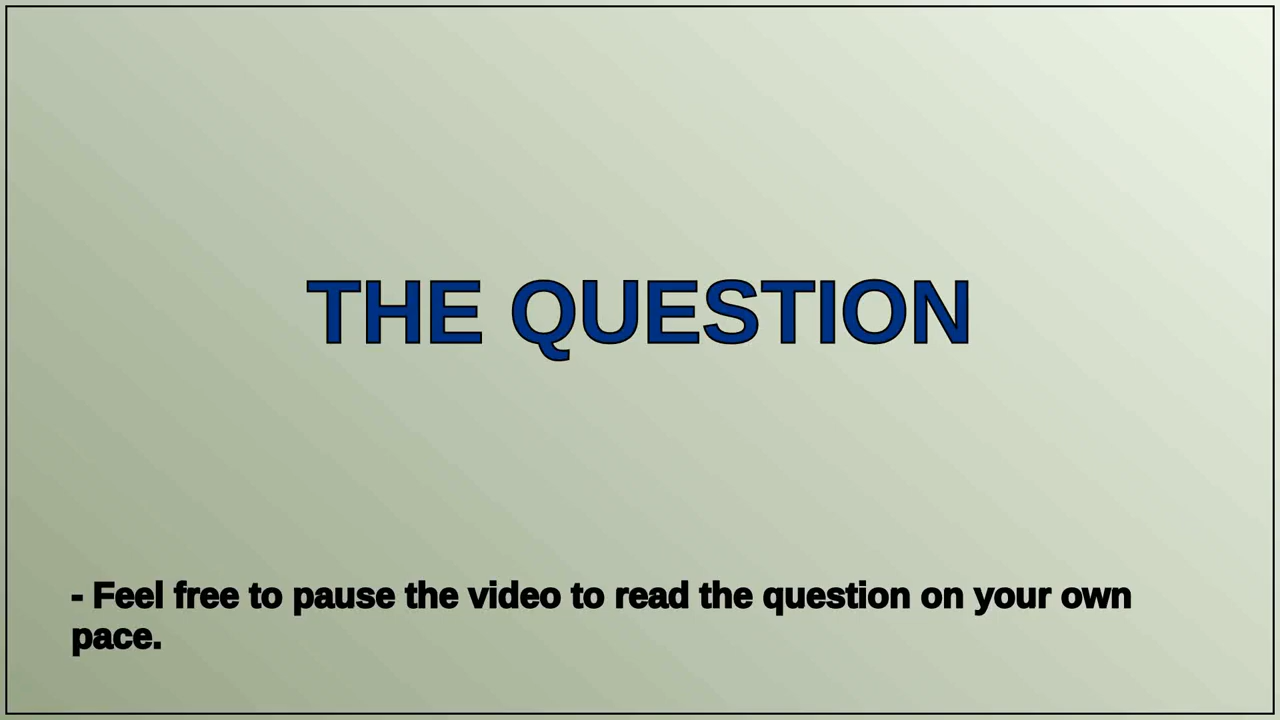 THE QUESTION
- Feel free to pause the video to read the question on your own
pace.